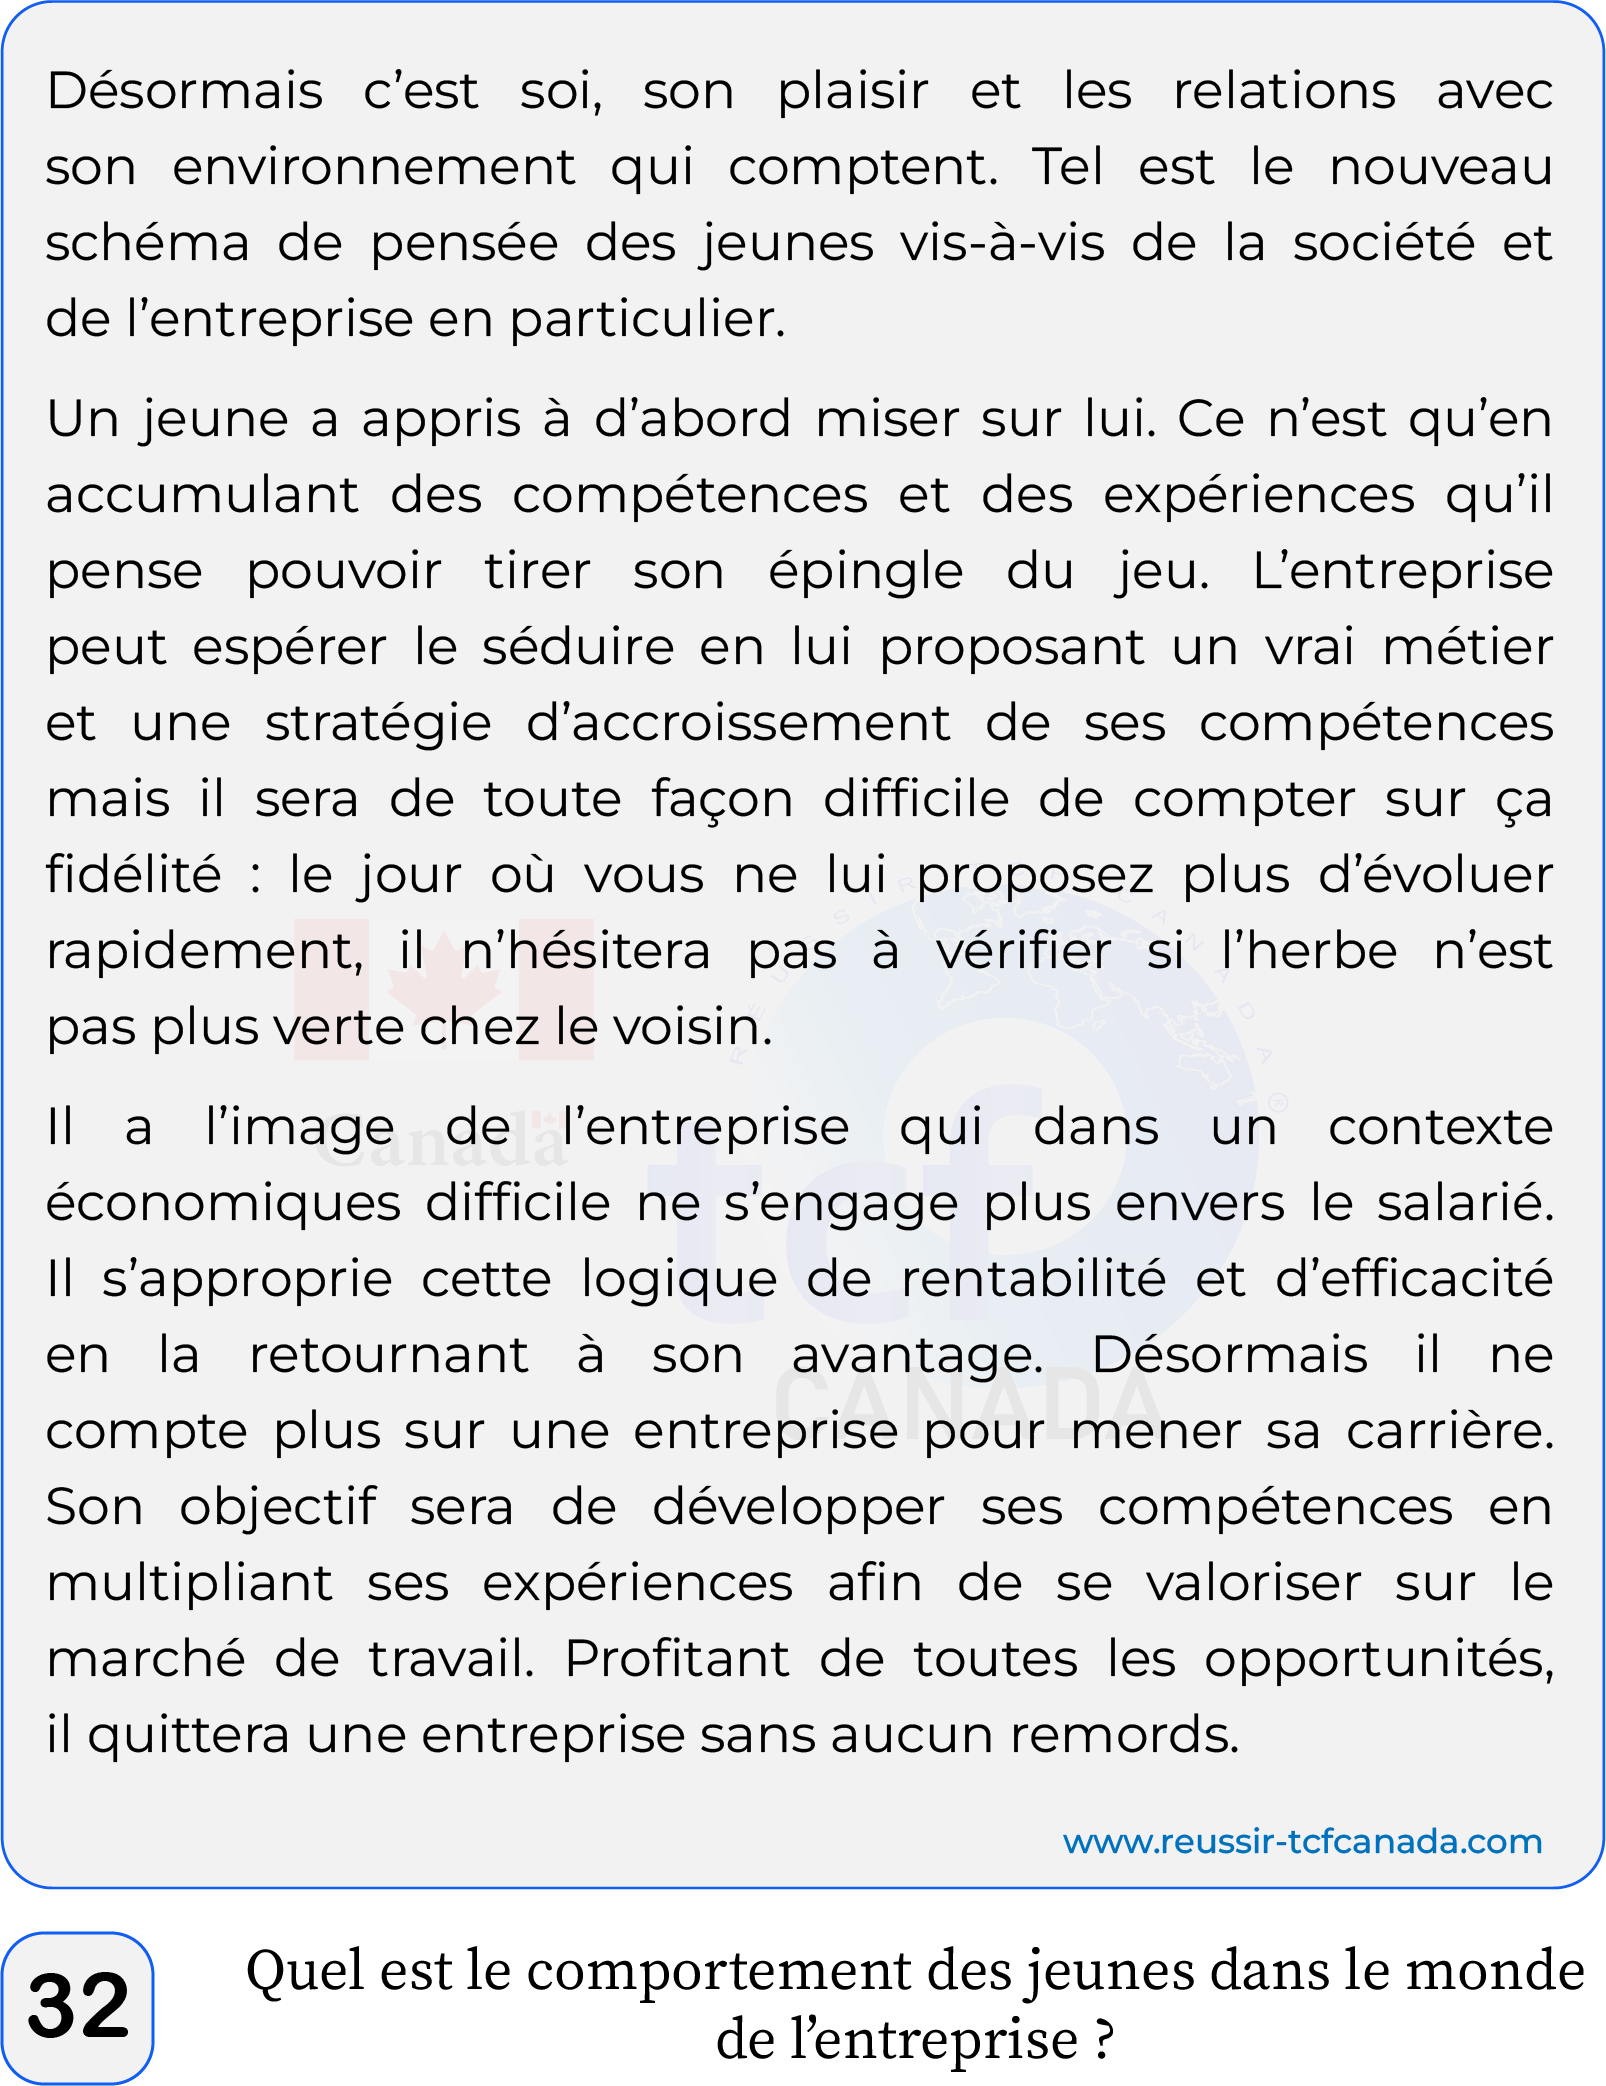 Désormais c’est soi, son plaisir et les relations avec
son environnement qui comptent. Tel est le nouveau
schéma de pensée des jeunes vis-à-vis de la société et
de l’entreprise en particulier.
Un jeune a appris à d’abord miser sur lui. Ce n’est qu’en
accumulant des compétences et des expériences qu’il
pense pouvoir tirer son épingle du jeu. L’entreprise
peut espérer le séduire en lui proposant un vrai métier
et une stratégie d’accroissement de ses compétences
mais il sera de toute façon difficile de compter sur ça
fidélité : le jour où vous ne lui proposez plus d’évoluer
rapidement, il n’hésitera pas à vérifier si l’herbe n’est
pas plus verte chez le voisin.
Il a l’image de l’entreprise qui dans un contexte
économiques difficile ne s’engage plus envers le salarié.
Il s’approprie cette logique de rentabilité et d’efficacité
en la retournant à son avantage. Désormais il ne
compte plus sur une entreprise pour mener sa carrière.
Son objectif sera de développer ses compétences en
multipliant ses expériences afin de se valoriser sur le
marché de travail. Profitant de toutes les opportunités,
il quittera une entreprise sans aucun remords.
Canada
tcf
CANADA
www.reussir-tcfcanada.com
32
Quel est le comportement des jeunes dans le monde
de l’entreprise ?